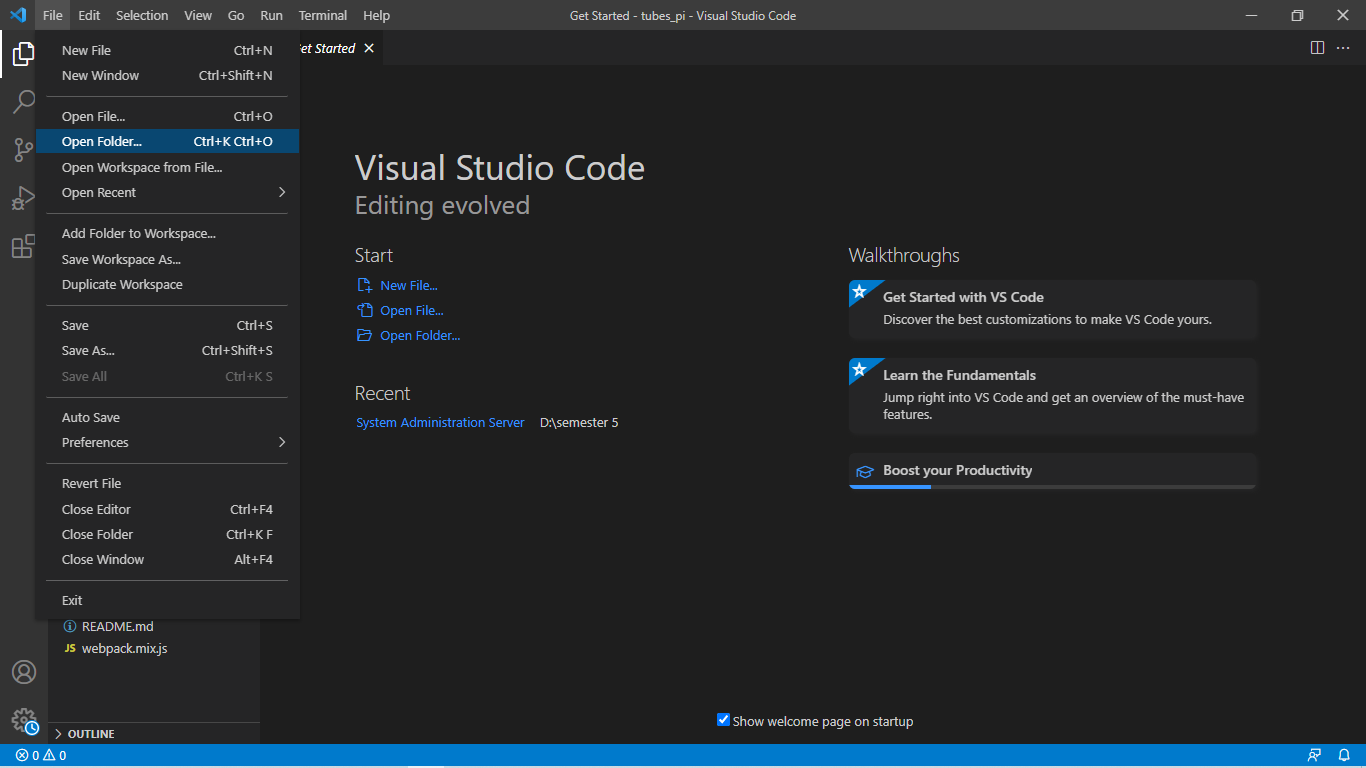 File Edit Selection View Go Run Terminal Help Get Started - tubes_pi - Visual Studio Code
et Started
New File Ctrl+N
New Window Ctrl+Shift+N
Open File... Ctrl+O
Open Folder... Ctrl+K Ctrl+O
Open Workspace from File...
Open Recent
Add Folder to Workspace...
Save Workspace As...
Duplicate Workspace
Save Ctrl+S
Save As... Ctrl+Shift+S
Save All Ctrl+K S
Auto Save
Preferences
Revert File
Close Editor Ctrl+F4
Close Folder Ctrl+K F
Close Window Alt+F4
Exit
README.md
JS webpack.mix.js
OUTLINE
Visual Studio Code
Editing evolved
Start
New File...
Open File...
Open Folder...
Recent
System Administration Server D:\semester 5
Walkthroughs
Get Started with VS Code
Discover the best customizations to make VS Code yours.
Learn the Fundamentals
Jump right into VS Code and get an overview of the must-have
features.
Boost your Productivity
Show welcome page on startup
0 0